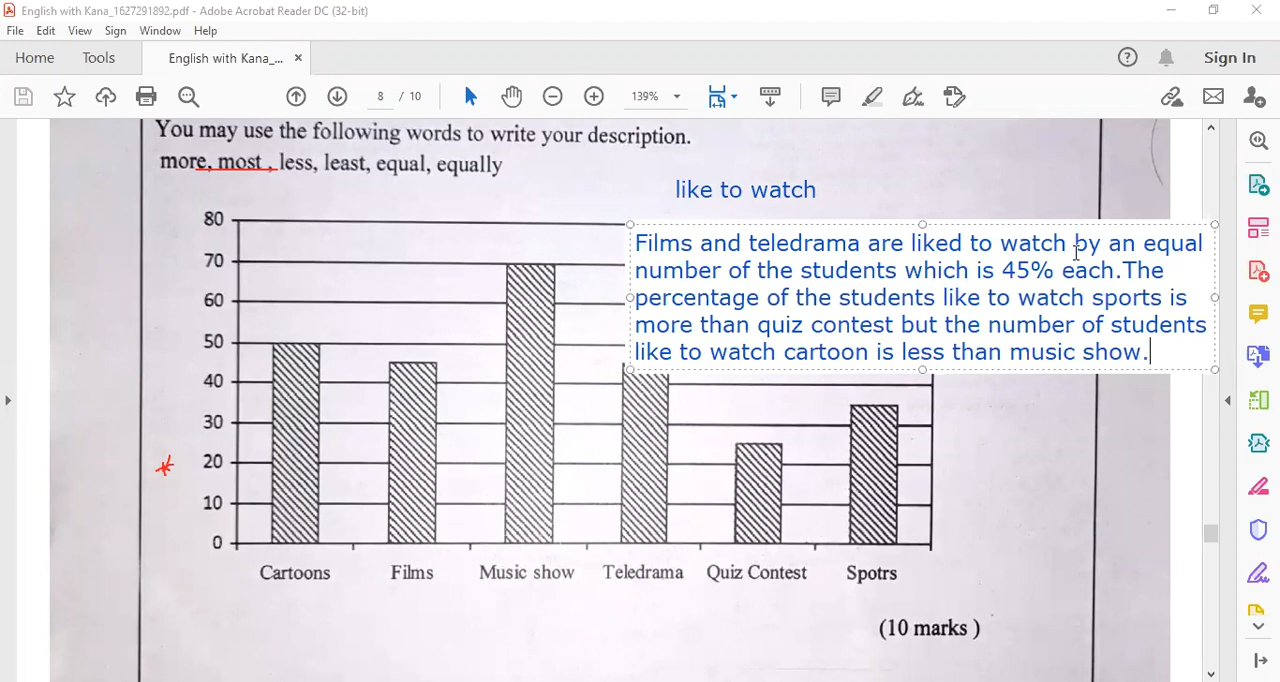 English with Kana_1627291892.pdf - Adobe Acrobat Reader DC (32-bit)
File Edit View Sign Window Help
Home Tools English with Kana_... × Sign In
8 / 10 139%
You may use the following words to write your description.
more, most , less, least, equal, equally
like to watch
Films and teledrama are liked to watch by an equal
number of the students which is 45% each.The
percentage of the students like to watch sports is
more than quiz contest but the number of students
like to watch cartoon is less than music show.
80
70
60
50
40
30
20
10
0
Cartoons Films Music show Teledrama Quiz Contest Spotrs
(10 marks )